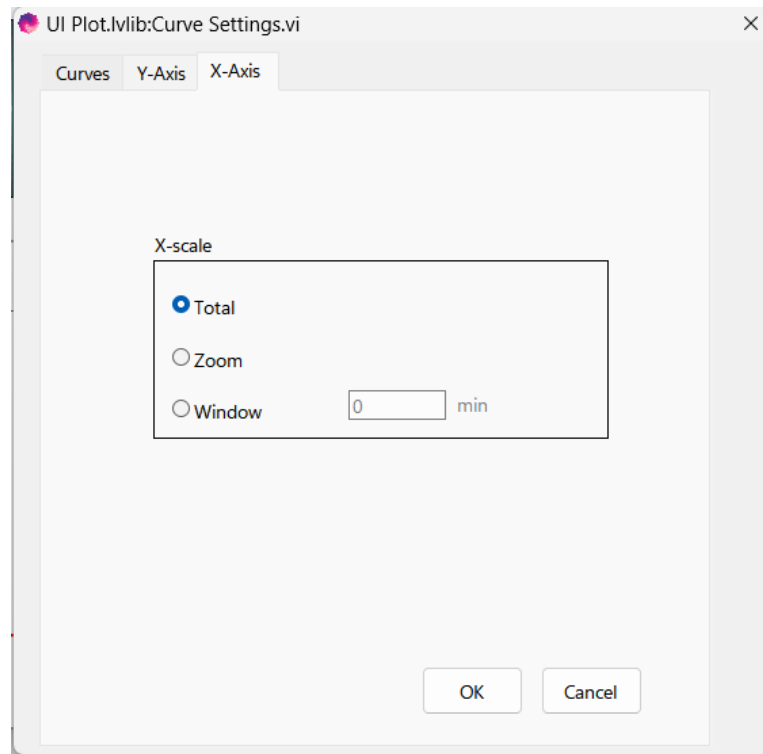 UI Plot.lvlib:Curve Settings.vi
Curves Y-Axis X-Axis
X-scale
Total
Zoom
Window 0 min
OK Cancel